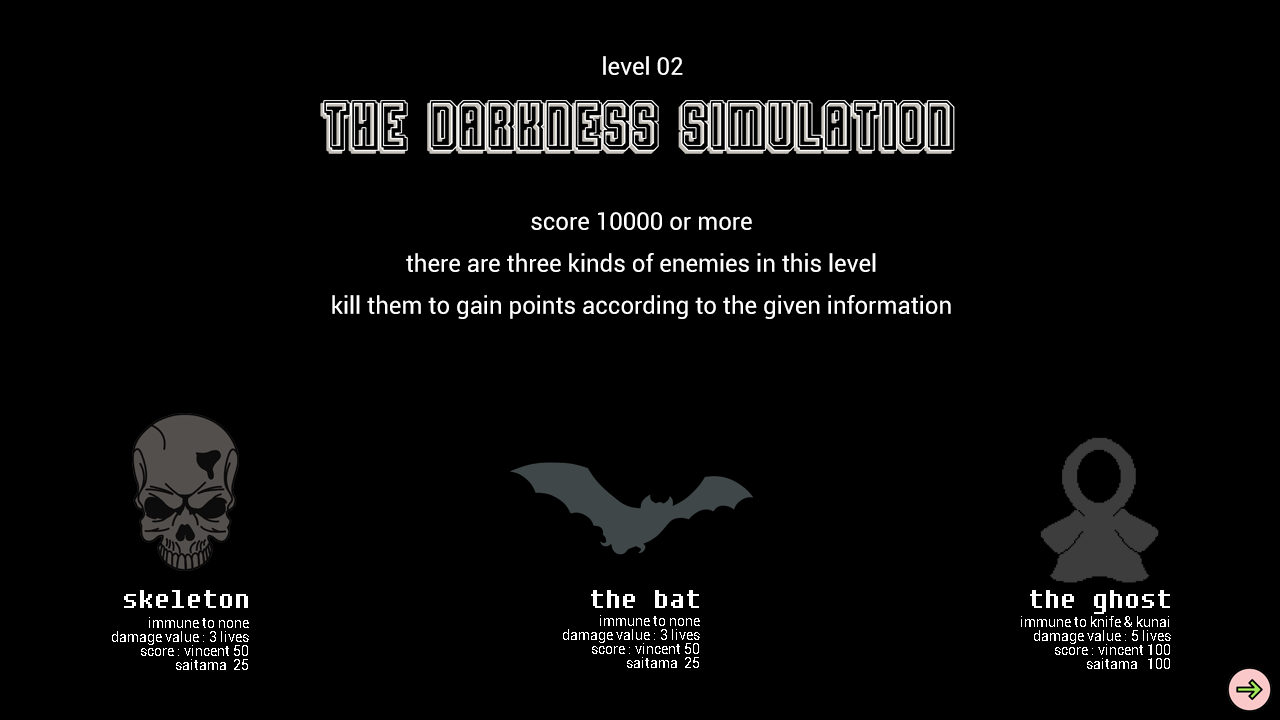 level 02
THE DARKNESS SIMULATION
score 10000 or more
there are three kinds of enemies in this level
kill them to gain points according to the given information
skeleton
immune to none
damage value : 3 lives
score : vincent 50
saitama 25
the bat
immune to none
damage value : 3 lives
score : vincent 50
saitama 25
the ghost
immune to knife & kunai
damage value : 5 lives
score : vincent 100
saitama 100